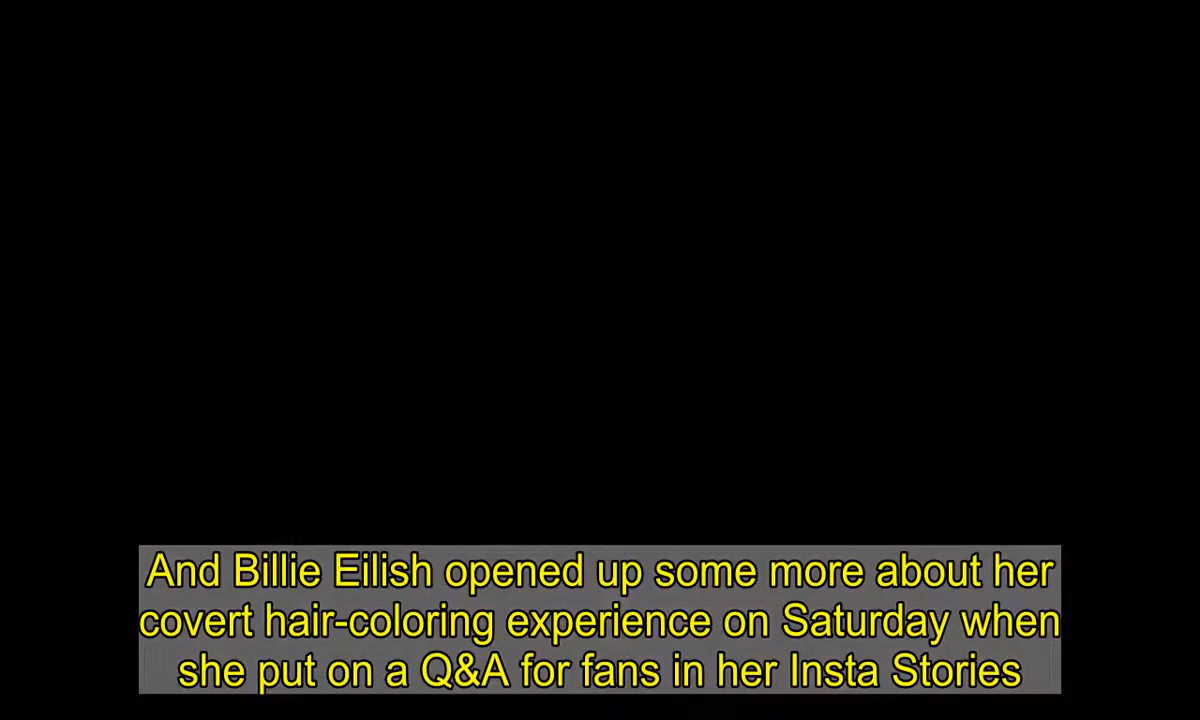 And Billie Eilish opened up some more about her
covert hair-coloring experience on Saturday when
she put on a Q&A for fans in her Insta Stories